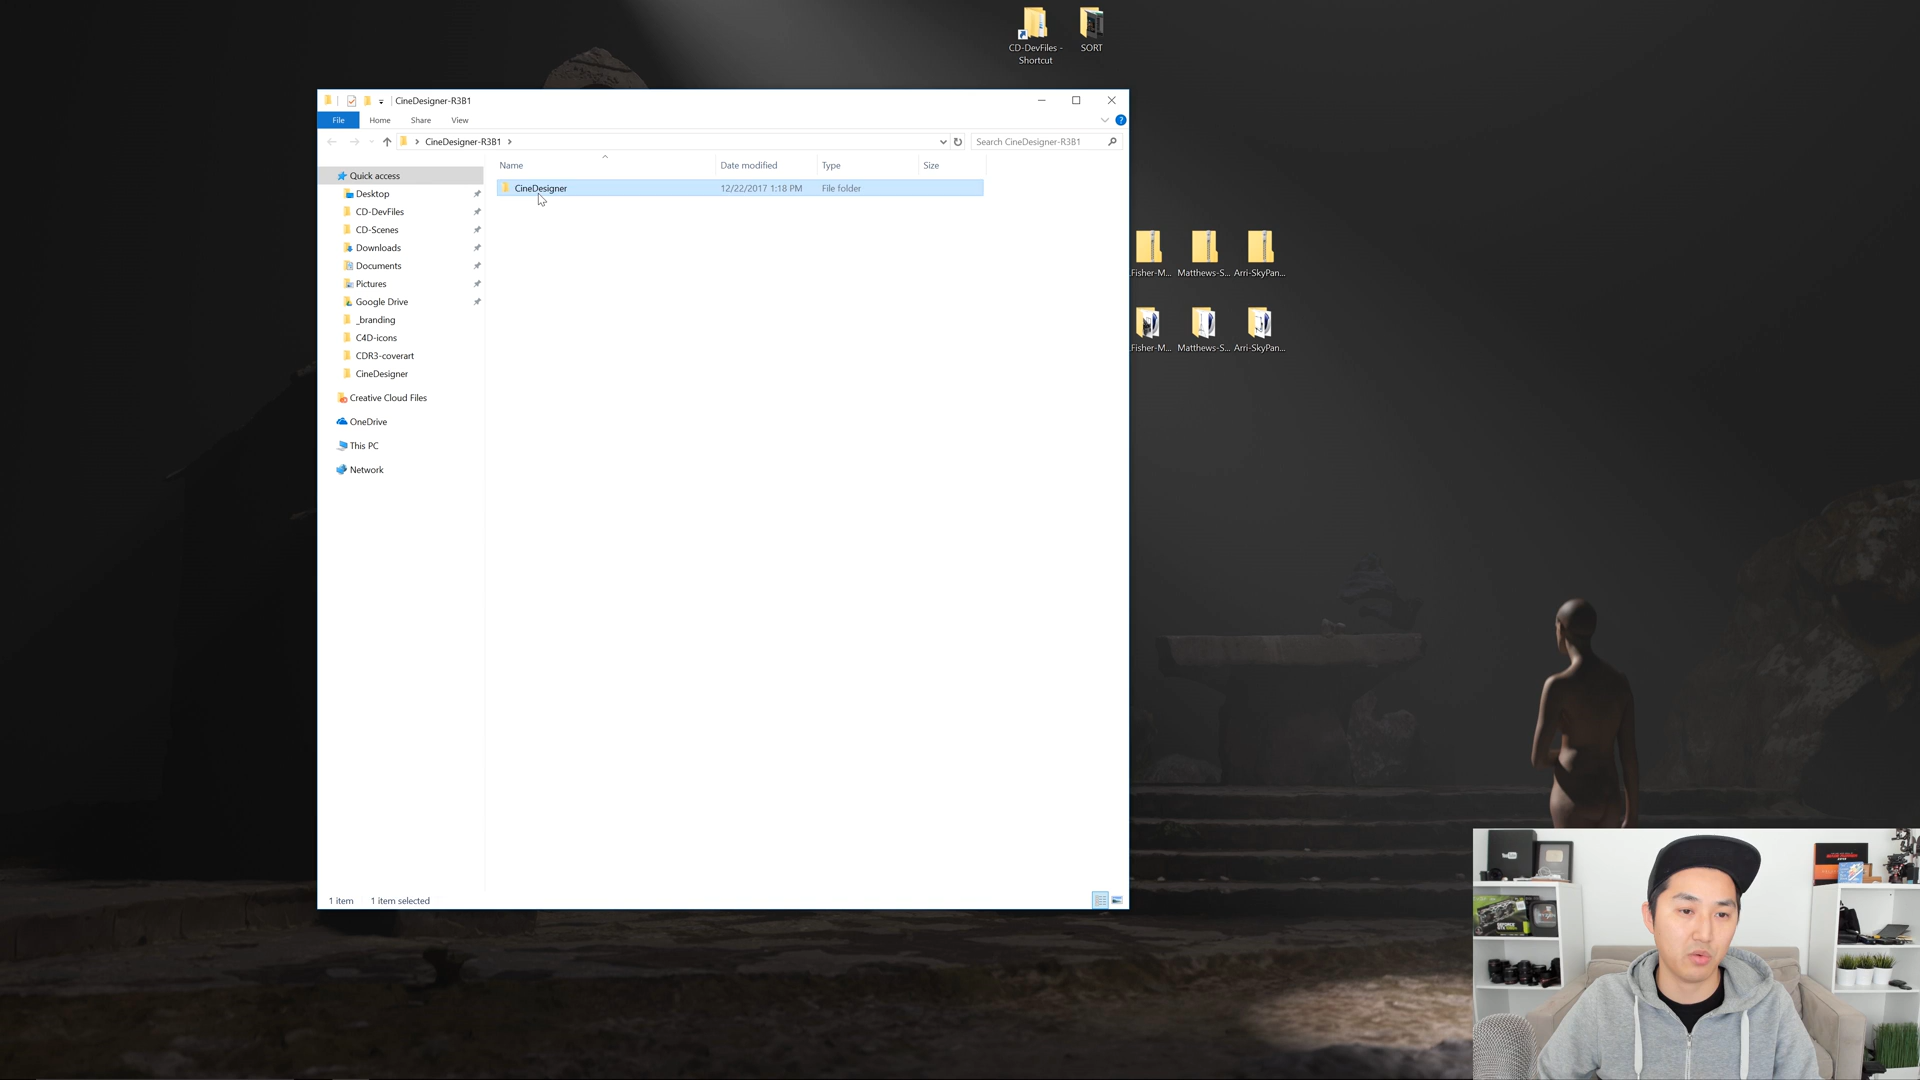 CD-DevFiles -
Shortcut
SORT
CineDesigner-R3B1
File
Home
Share
View
CineDesigner-R3B1
Search CineDesigner-R3B1
Name
Date modified
Type
Size
CineDesigner
12/22/2017 1:18 PM
File folder
Quick access
Desktop
CD-DevFiles
CD-Scenes
Downloads
Documents
Pictures
Google Drive
_branding
C4D-icons
CDR3-coverart
CineDesigner
Creative Cloud Files
OneDrive
This PC
Network
.Fisher-M...
Matthews-S...
Arri-SkyPan...
.Fisher-M...
Matthews-S...
Arri-SkyPan...
1 item
1 item selected